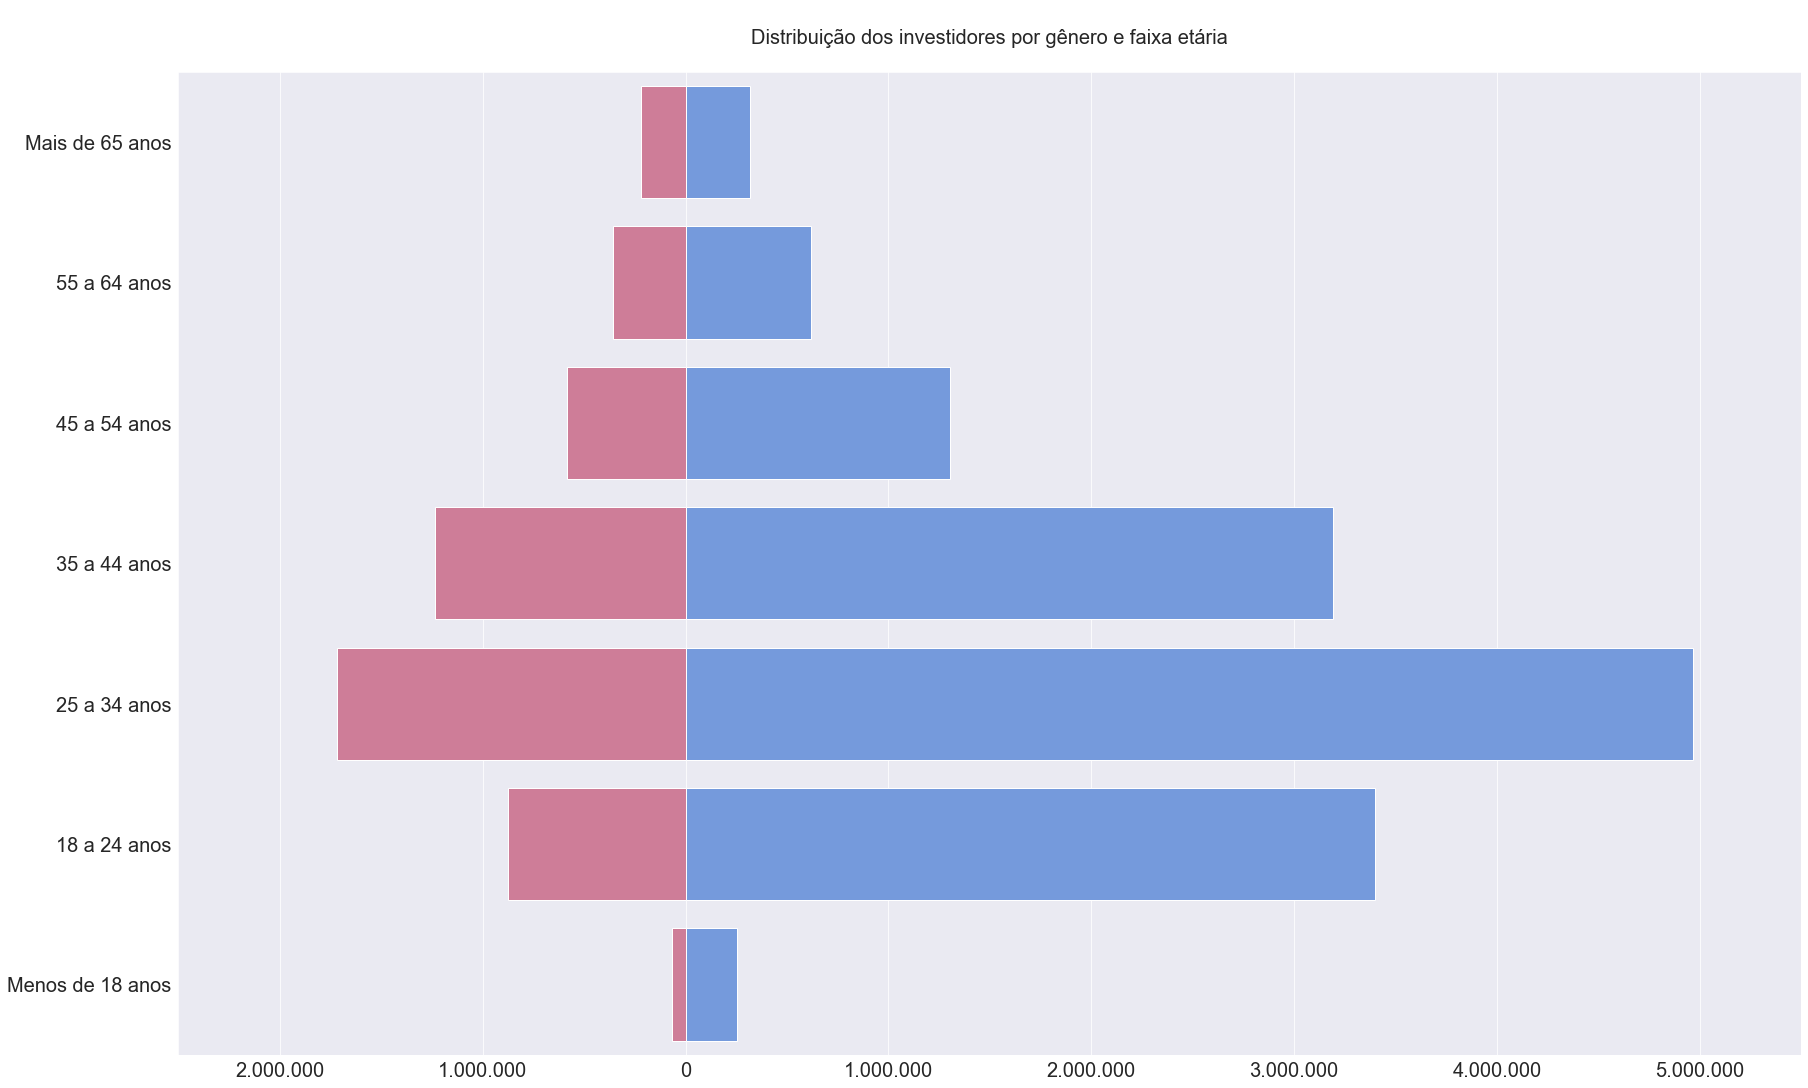 Distribuição dos investidores por gênero e faixa etária
Mais de 65 anos
55 a 64 anos
45 a 54 anos
35 a 44 anos
25 a 34 anos
18 a 24 anos
Menos de 18 anos
2.000.000 1.000.000 0 1.000.000 2.000.000 3.000.000 4.000.000 5.000.000